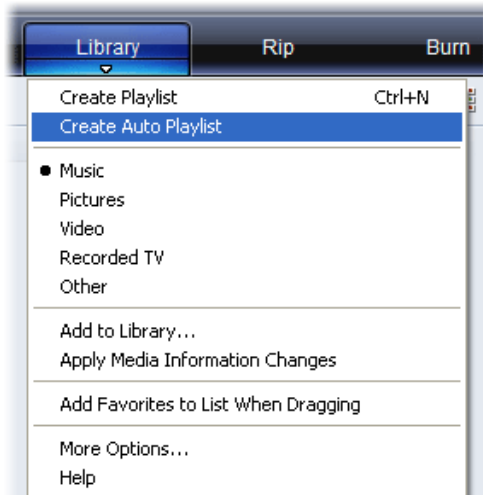 Library Rip Burn
Create Playlist Ctrl+N
Create Auto Playlist
Music
Pictures
Video
Recorded TV
Other
Add to Library...
Apply Media Information Changes
Add Favorites to List When Dragging
More Options...
Help